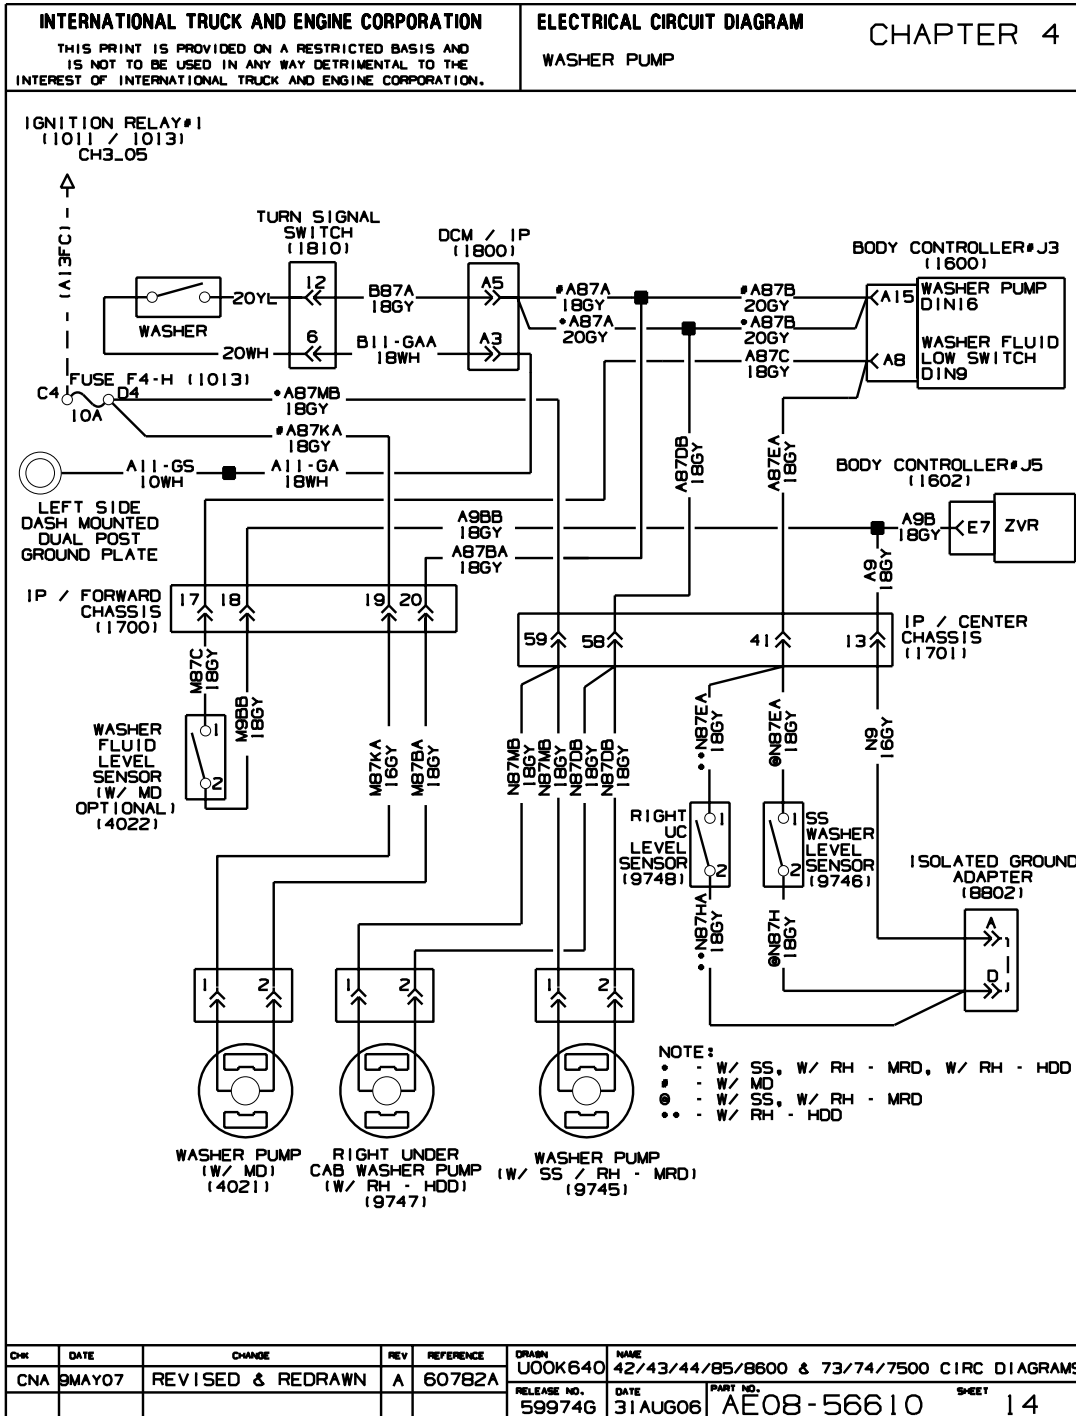 INTERNATIONAL TRUCK AND ENGINE CORPORATION
THIS PRINT IS PROVIDED ON A RESTRICTED BASIS AND
IS NOT TO BE USED IN ANY WAY DETRIMENTAL TO THE
INTEREST OF INTERNATIONAL TRUCK AND ENGINE CORPORATION.
ELECTRICAL CIRCUIT DIAGRAM
WASHER PUMP
CHAPTER 4
IGNITION RELAY#1
(1011 / 1013)
CH3_05
(A13FC)
TURN SIGNAL
SWITCH
(1810)
DCM / IP
(1800)
BODY CONTROLLER#J3
(1600)
WASHER
20YL
12
B87A
18GY
A5
#A87A
18GY
#A87B
20GY
A15
WASHER PUMP
DIN16
*A87A
20GY
*A87B
20GY
20WH
6
B11-GAA
18WH
A3
A87C
18GY
A8
WASHER FLUID
LOW SWITCH
DIN9
FUSE F4-H (1013)
C4
D4
10A
*A87MB
18GY
#A87KA
18GY
A11-GS
10WH
A11-GA
18WH
LEFT SIDE
DASH MOUNTED
DUAL POST
GROUND PLATE
A87DB
18GY
A87EA
18GY
BODY CONTROLLER#J5
(1602)
A9BB
18GY
A9B
18GY
E7
ZVR
A87BA
18GY
A9
18GY
IP / FORWARD
CHASSIS
(1700)
17
18
19
20
59
58
41
13
IP / CENTER
CHASSIS
(1701)
M87C
18GY
M9BB
18GY
M87KA
16GY
M87BA
18GY
N87MB
18GY
N87MB
18GY
N87DB
18GY
N87DB
18GY
**N87EA
18GY
@N87EA
18GY
N9
16GY
WASHER
FLUID
LEVEL
SENSOR
(W/ MD
OPTIONAL)
(4022)
1
2
RIGHT
UC
LEVEL
SENSOR
(9748)
1
2
SS
WASHER
LEVEL
SENSOR
(9746)
1
2
**N87HA
18GY
@N87H
18GY
ISOLATED GROUND
ADAPTER
(8802)
A
D
1 2
1 2
1 2
NOTE:
* - W/ SS, W/ RH - MRD, W/ RH - HDD
# - W/ MD
@ - W/ SS, W/ RH - MRD
** - W/ RH - HDD
WASHER PUMP
(W/ MD)
(4021)
RIGHT UNDER
CAB WASHER PUMP
(W/ RH - HDD)
(9747)
WASHER PUMP
(W/ SS / RH - MRD)
(9745)
CHK DATE CHANGE REV REFERENCE
CNA 9MAY07 REVISED & REDRAWN A 60782A
DRAWN
U00K640
NAME
42/43/44/85/8600 & 73/74/7500 CIRC DIAGRAMS
RELEASE NO.
59974G
DATE
31AUG06
PART NO.
AE08-56610
SHEET
14